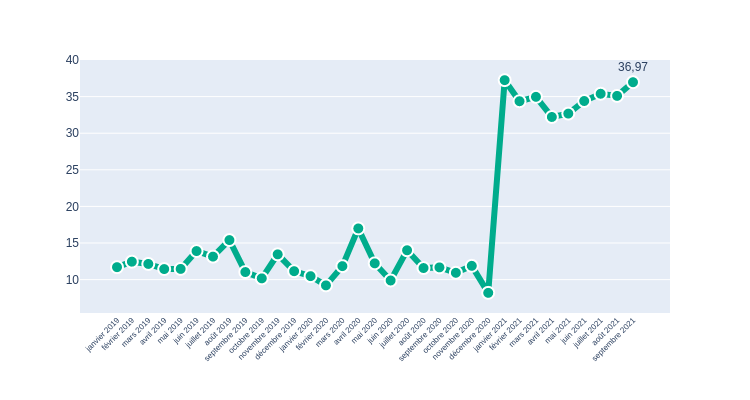 40
36,97
35
30
25
20
15
10
janvier 2019
février 2019
mars 2019
avril 2019
mai 2019
juin 2019
juillet 2019
août 2019
septembre 2019
octobre 2019
novembre 2019
décembre 2019
janvier 2020
février 2020
mars 2020
avril 2020
mai 2020
juin 2020
juillet 2020
août 2020
septembre 2020
octobre 2020
novembre 2020
décembre 2020
janvier 2021
février 2021
mars 2021
avril 2021
mai 2021
juin 2021
juillet 2021
août 2021
septembre 2021